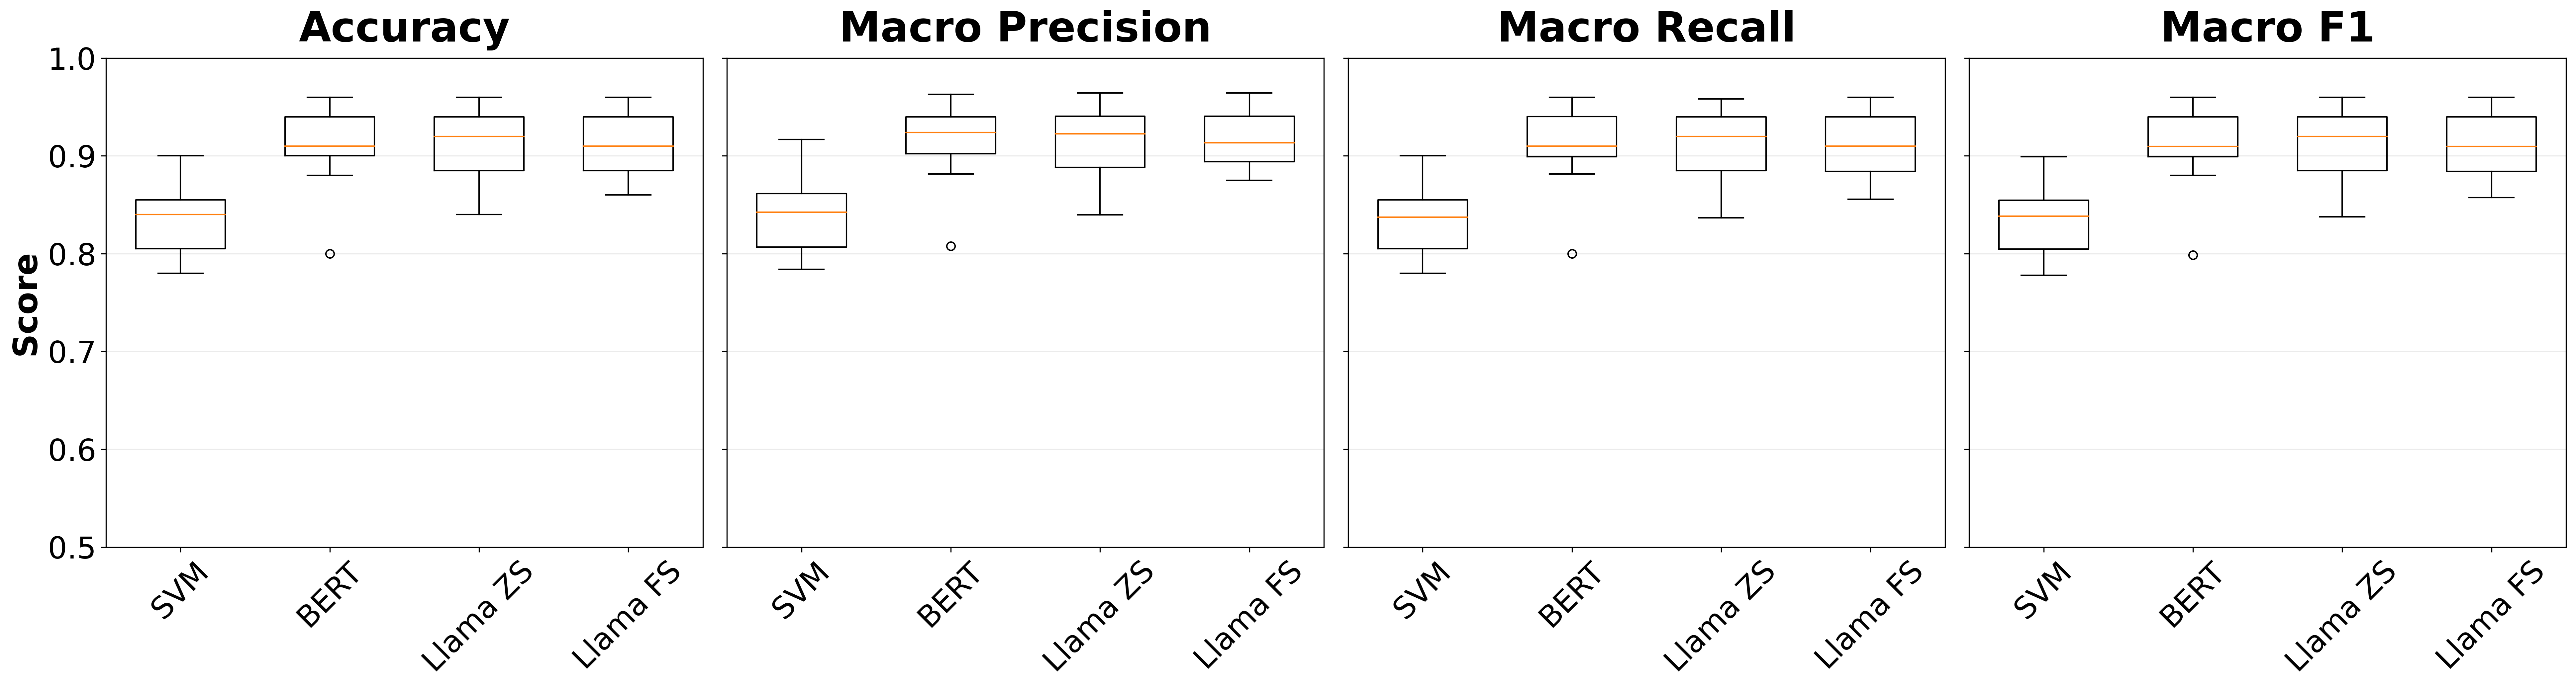 Accuracy
Macro Precision
Macro Recall
Macro F1
Score
1.0
0.9
0.8
0.7
0.6
0.5
SVM
BERT
Llama ZS
Llama FS
SVM
BERT
Llama ZS
Llama FS
SVM
BERT
Llama ZS
Llama FS
SVM
BERT
Llama ZS
Llama FS